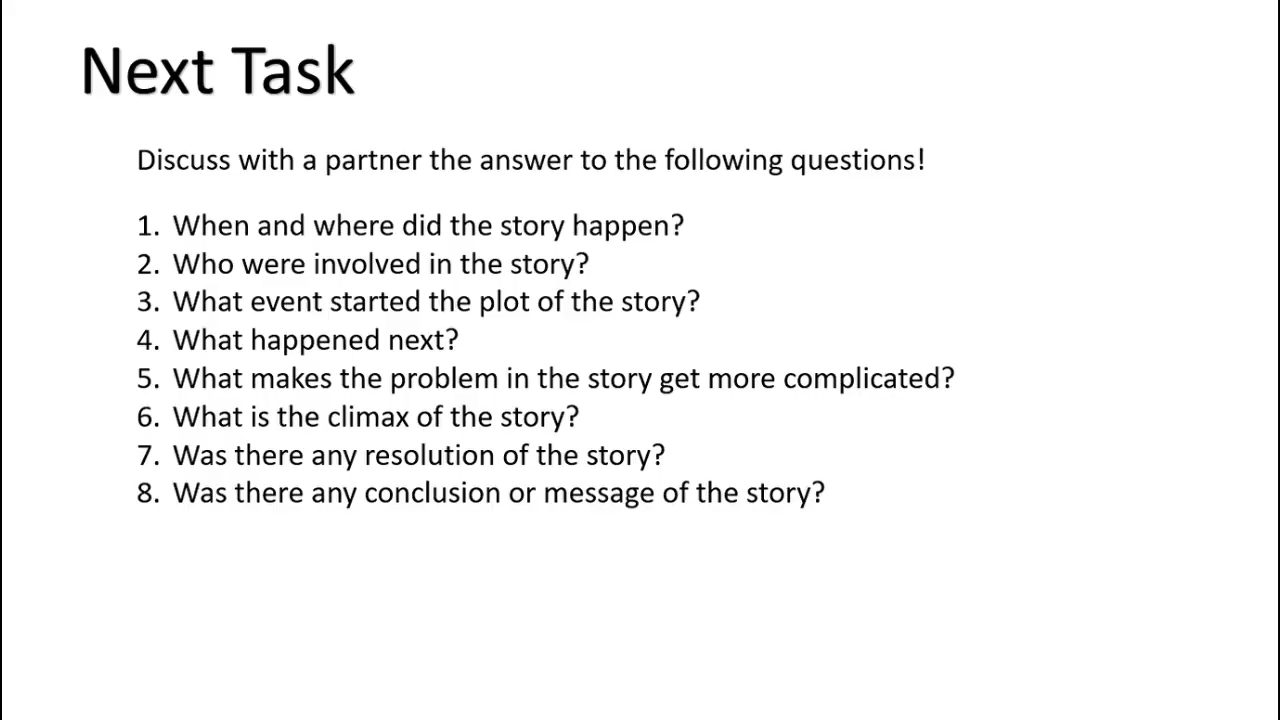 Next Task
Discuss with a partner the answer to the following questions!
1. When and where did the story happen?
2. Who were involved in the story?
3. What event started the plot of the story?
4. What happened next?
5. What makes the problem in the story get more complicated?
6. What is the climax of the story?
7. Was there any resolution of the story?
8. Was there any conclusion or message of the story?